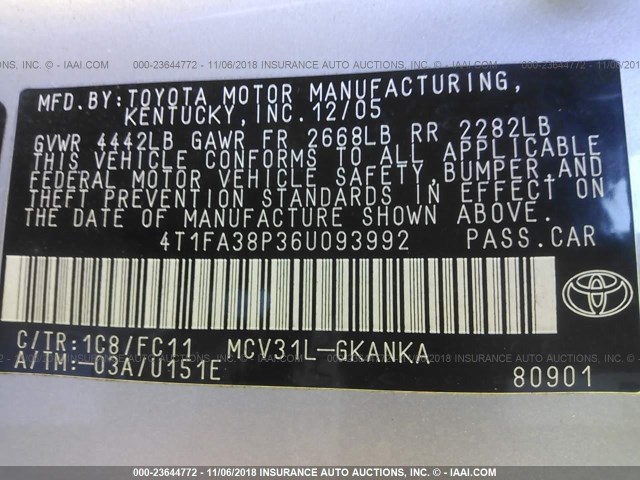 000-23644772 - 11/06/2018 INSURANCE AUTO AUCTIONS, INC. - IAAI.COM
MFD.BY:TOYOTA MOTOR MANUFACTURING,
KENTUCKY,INC.12/05
GVWR 4442LB GAWR FR 2668LB RR 2282LB
THIS VEHICLE CONFORMS TO ALL APPLICABLE
FEDERAL MOTOR VEHICLE SAFETY,BUMPER,AND
THEFT PREVENTION STANDARDS IN EFFECT ON
THE DATE OF MANUFACTURE SHOWN ABOVE.
4T1FA38P36U093992 PASS.CAR
C/TR:1C8/FC11 MCV31L-GKANKA
A/TM:-03A/U151E 80901
000-23644772 - 11/06/2018 INSURANCE AUTO AUCTIONS, INC. - IAAI.COM